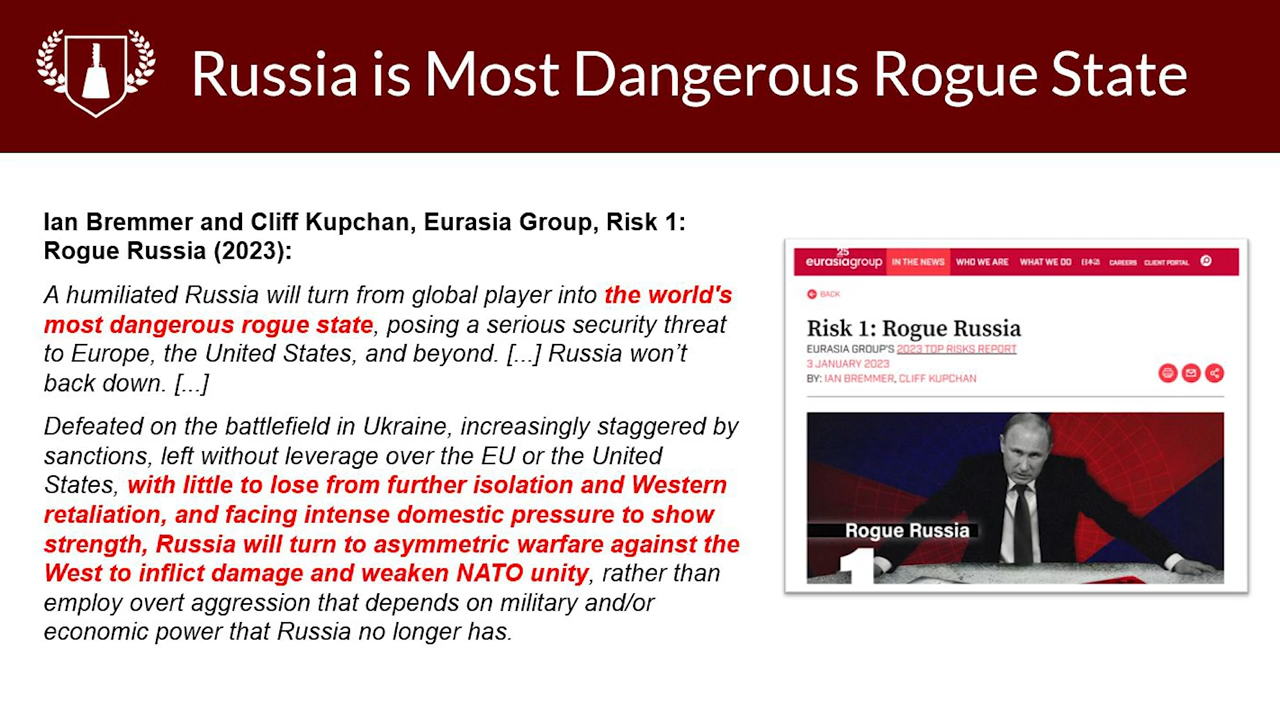 Russia is Most Dangerous Rogue State
Ian Bremmer and Cliff Kupchan, Eurasia Group, Risk 1:
Rogue Russia (2023):
A humiliated Russia will turn from global player into the world's
most dangerous rogue state, posing a serious security threat
to Europe, the United States, and beyond. [...] Russia won’t
back down. [...]
Defeated on the battlefield in Ukraine, increasingly staggered by
sanctions, left without leverage over the EU or the United
States, with little to lose from further isolation and Western
retaliation, and facing intense domestic pressure to show
strength, Russia will turn to asymmetric warfare against the
West to inflict damage and weaken NATO unity, rather than
employ overt aggression that depends on military and/or
economic power that Russia no longer has.
25
eurasiagroup IN THE NEWS WHO WE ARE WHAT WE DO 日本語 CAREERS CLIENT PORTAL
BACK
Risk 1: Rogue Russia
EURASIA GROUP'S 2023 TOP RISKS REPORT
3 JANUARY 2023
BY: IAN BREMMER, CLIFF KUPCHAN
Rogue Russia
1